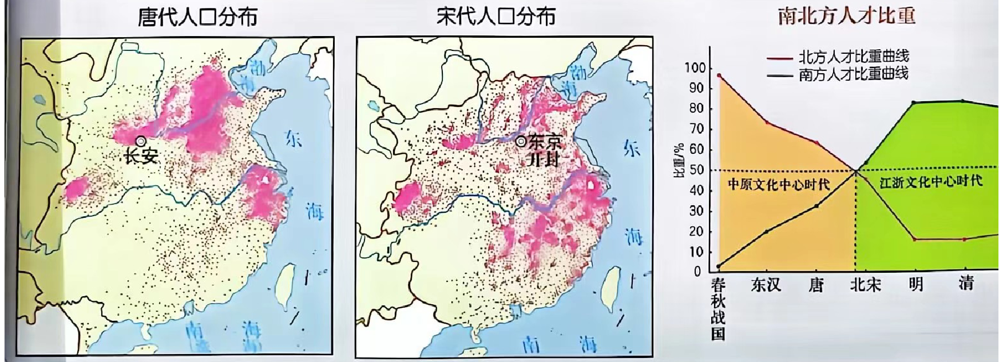 唐代人口分布
渤
海
长安
东
海
南
海
宋代人口分布
渤
海
东京
开封
东
海
南
海
南北方人才比重
北方人才比重曲线
南方人才比重曲线
比重/%
100
90
80
70
60
50
40
30
20
10
0
中原文化中心时代
江浙文化中心时代
春秋战国
东汉
唐
北宋
明
清